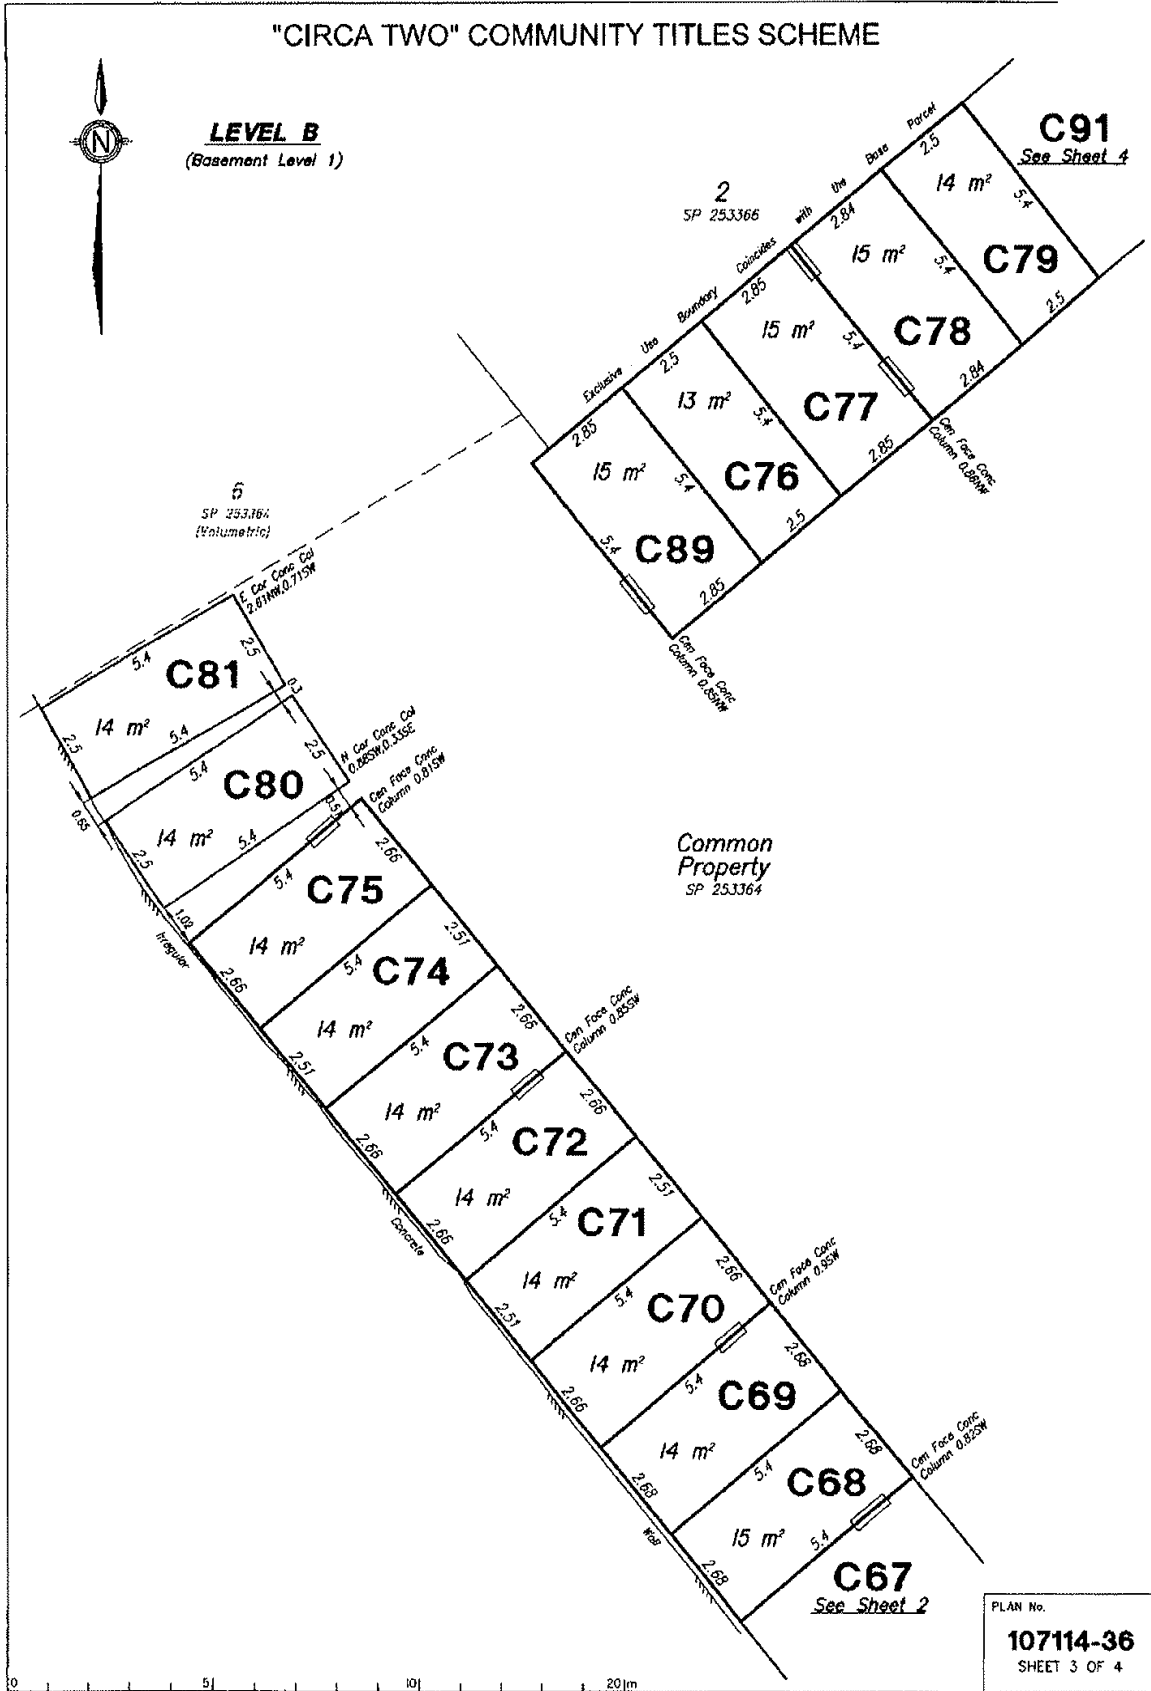 "CIRCA TWO" COMMUNITY TITLES SCHEME
N
LEVEL B
(Basement Level 1)
2
SP 253366
Exclusive Use Boundary Coincides with the Base Parcel
C91
See Sheet 4
2.5
14 m²
5.4
C79
2.5
2.84
15 m²
5.4
C78
2.84
2.85
15 m²
5.4
C77
2.85
Cen Face Conc
Column 0.86NW
2.5
13 m²
5.4
C76
2.5
2.85
15 m²
5.4
5.4
C89
2.85
Cen Face Conc
Column 0.85NW
6
SP 253364
(Volumetric)
E Cor Conc Col
2.61NW,0.71SW
5.4
C81
2.5
14 m²
5.4
2.5
0.3
5.4
C80
2.5
N Cor Conc Col
0.88SW,0.33SE
0.65
14 m²
5.4
2.5
0.55
Cen Face Conc
Column 0.81SW
1.02
Irregular
5.4
C75
2.66
14 m²
2.66
5.4
C74
2.51
14 m²
2.51
Common
Property
SP 253364
5.4
C73
2.66
14 m²
2.66
Cen Face Conc
Column 0.85SW
5.4
C72
2.66
14 m²
2.66
Concrete
5.4
C71
2.51
14 m²
2.51
5.4
C70
2.66
14 m²
2.66
Cen Face Conc
Column 0.95SW
5.4
C69
2.68
14 m²
2.68
5.4
C68
2.68
15 m²
5.4
2.68
Cen Face Conc
Column 0.82SW
Wall
C67
See Sheet 2
PLAN No.
107114-36
SHEET 3 OF 4
0 5 10 20 m